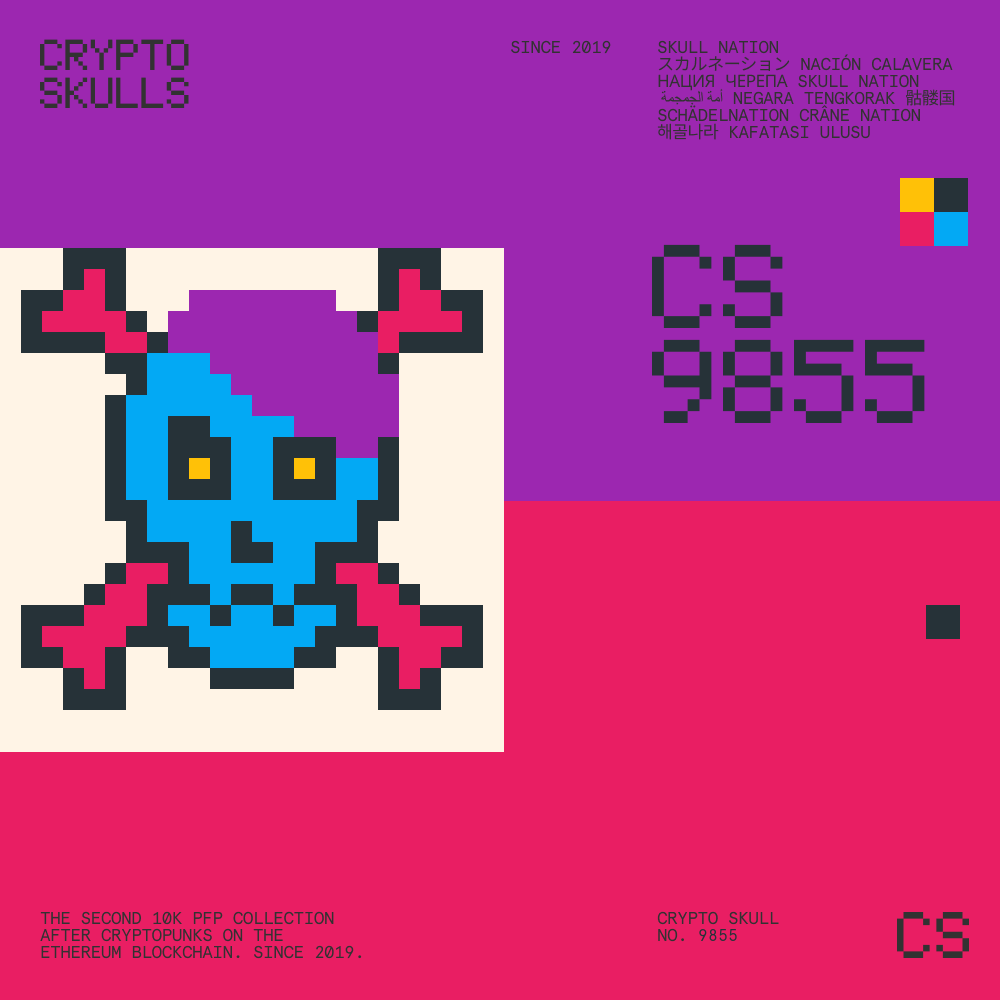 CRYPTO
SKULLS
SINCE 2019
SKULL NATION
スカルネーション NACIÓN CALAVERA
НАЦИЯ ЧЕРЕПА SKULL NATION
أمة الجمجمة NEGARA TENGKORAK 骷髅国
SCHÄDELNATION CRÂNE NATION
해골나라 KAFATASI ULUSU
CS
9855
THE SECOND 10K PFP COLLECTION
AFTER CRYPTOPUNKS ON THE
ETHEREUM BLOCKCHAIN. SINCE 2019.
CRYPTO SKULL
NO. 9855
CS